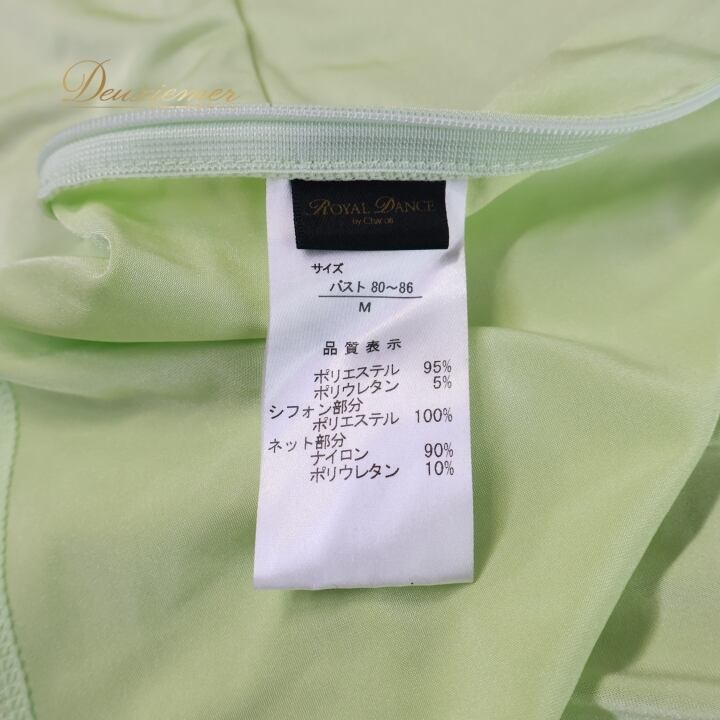 Deuxiemer
ROYAL DANCE
by Chacott
サイズ
バスト 80～86
M
品質表示
ポリエステル 95%
ポリウレタン 5%
シフォン部分
ポリエステル 100%
ネット部分
ナイロン 90%
ポリウレタン 10%